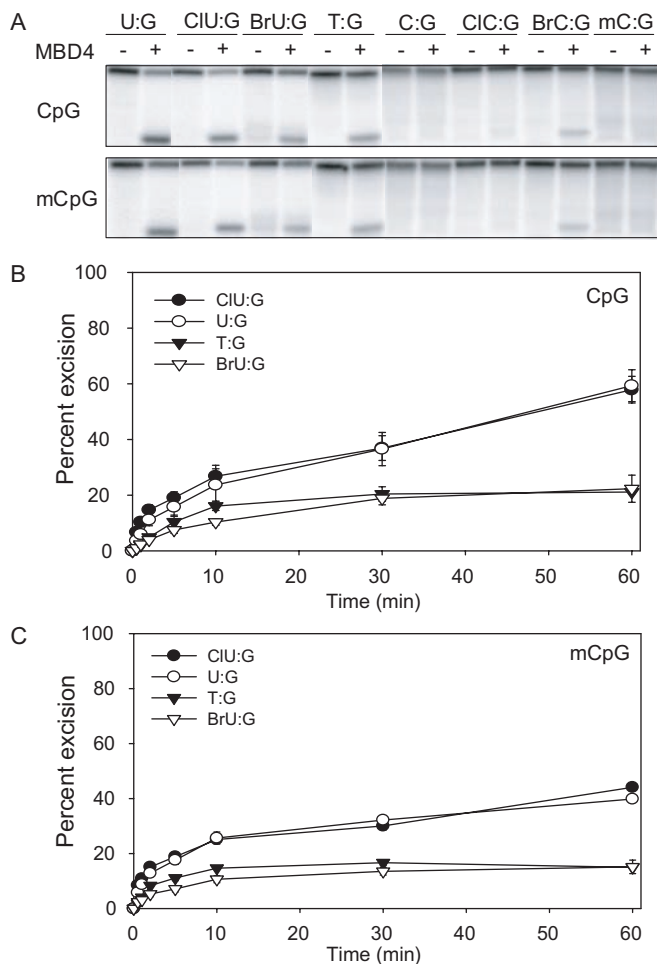 A
U:G ClU:G BrU:G T:G C:G ClC:G BrC:G mC:G
MBD4 - + - + - + - + - + - + - + - +
CpG
mCpG
B
CpG
ClU:G
U:G
T:G
BrU:G
Percent excision
100
80
60
40
20
0
0 10 20 30 40 50 60
Time (min)
C
mCpG
ClU:G
U:G
T:G
BrU:G
Percent excision
100
80
60
40
20
0
0 10 20 30 40 50 60
Time (min)